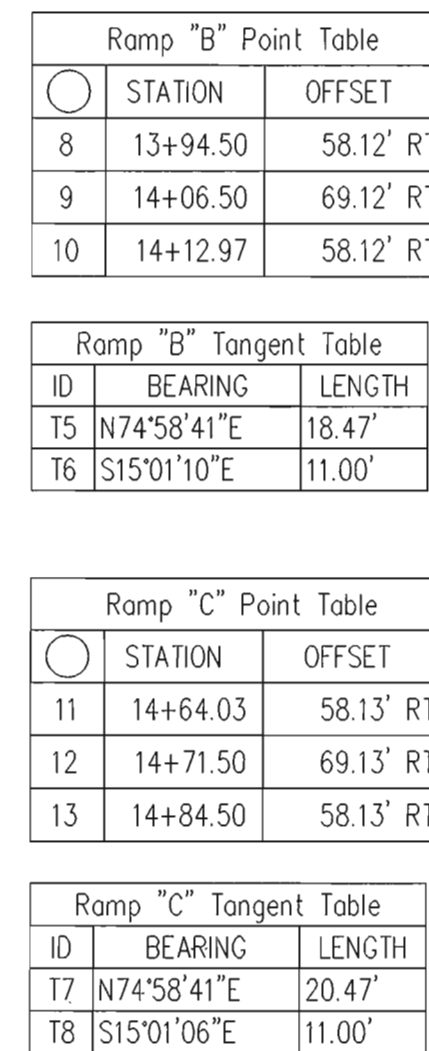 Ramp "B" Point Table
STATION OFFSET
8 13+94.50 58.12' RT
9 14+06.50 69.12' RT
10 14+12.97 58.12' RT
Ramp "B" Tangent Table
ID BEARING LENGTH
T5 N74°58'41"E 18.47'
T6 S15°01'10"E 11.00'
Ramp "C" Point Table
STATION OFFSET
11 14+64.03 58.13' RT
12 14+71.50 69.13' RT
13 14+84.50 58.13' RT
Ramp "C" Tangent Table
ID BEARING LENGTH
T7 N74°58'41"E 20.47'
T8 S15°01'06"E 11.00'